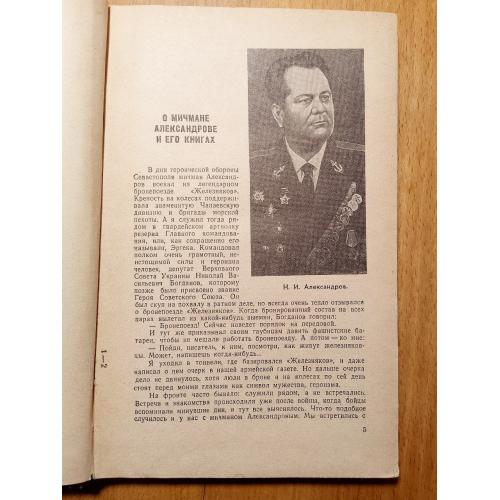 О МИЧМАНЕ
АЛЕКСАНДРОВЕ
И ЕГО КНИГАХ
В дни героической обороны
Севастополя мичман Александ-
ров воевал на легендарном
бронепоезде «Железняков».
Крепость на колесах поддержи-
вала знаменитую Чапаевскую
дивизию и бригады морской
пехоты. А я служил тогда ря-
дом в гвардейском артполку
резерва Главного командова-
ния, или, как сокращенно его
называли, Эргека. Командовал
полком очень грамотный, не-
истощимой силы и героизма
человек, депутат Верховного
Совета Украины Николай Ва-
сильевич Богданов, которому
позже было присвоено звание
Героя Советского Союза. Он
Н. И. Александров.
был скуп на похвалу в ратном деле, но всегда очень тепло отзывался
о бронепоезде «Железняков». Когда бронированный состав на всех
парах вылетал из какой-нибудь выемки, Богданов говорил:
— Бронепоезд! Сейчас наведет порядок на передовой.
И тут же приказывал своим гаубицам давить фашистские ба-
тареи, чтобы не мешали работать бронепоезду. А потом — ко мне:
— Пойди, писатель, к ним, посмотри, как живут железняков-
цы. Может, напишешь когда-нибудь...
Я уходил в тоннели, где базировался «Железняков», и даже
написал о нем очерк в нашей армейской газете. Но дальше очерка
дело не двинулось, хотя люди в броне и на колесах по сей день
стоят перед моими глазами как символ мужества, героизма.
На фронте часто бывало: служили рядом, а не встречались.
Встреча и знакомства происходили уже после войны, когда бойцы
вспоминали минувшие дни, и тут все выяснялось. Что-то подобное
случилось и у нас с мичманом Александровым. Мы встретились с
1—2
5